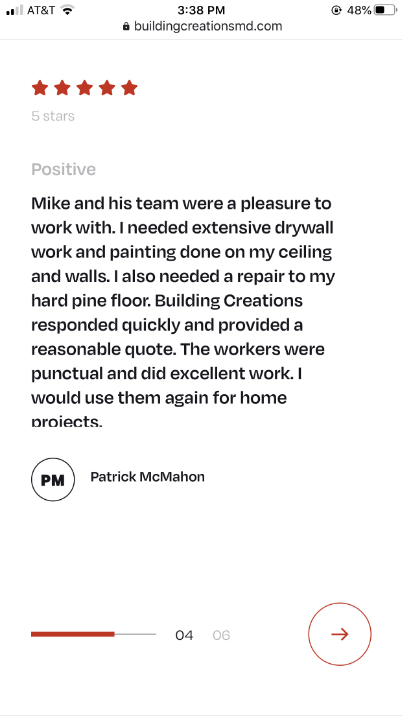 AT&T 3:38 PM 48%
buildingcreationsmd.com
5 stars
Positive
Mike and his team were a pleasure to
work with. I needed extensive drywall
work and painting done on my ceiling
and walls. I also needed a repair to my
hard pine floor. Building Creations
responded quickly and provided a
reasonable quote. The workers were
punctual and did excellent work. I
would use them again for home
projects.
PM Patrick McMahon
04 06